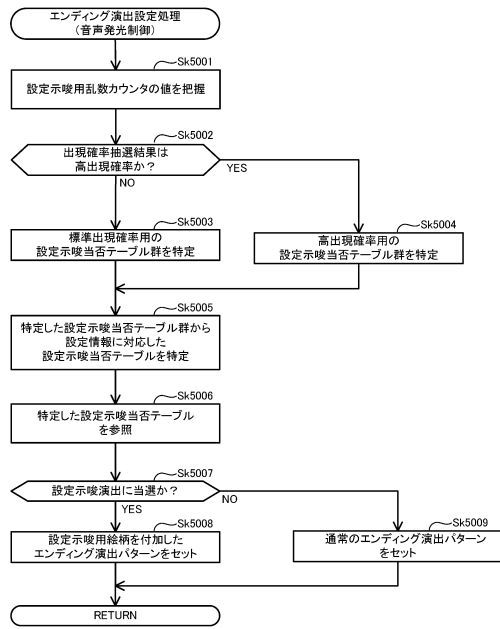 エンディング演出設定処理
(音声発光制御)
Sk5001
設定示唆用乱数カウンタの値を把握
Sk5002
出現確率抽選結果は
高出現確率か？
YES
NO
Sk5003
標準出現確率用の
設定示唆当否テーブル群を特定
Sk5004
高出現確率用の
設定示唆当否テーブル群を特定
Sk5005
特定した設定示唆当否テーブル群から
設定情報に対応した
設定示唆当否テーブルを特定
Sk5006
特定した設定示唆当否テーブル
を参照
Sk5007
設定示唆演出に当選か？
NO
YES
Sk5008
設定示唆用絵柄を付加した
エンディング演出パターンをセット
Sk5009
通常のエンディング演出パターン
をセット
RETURN